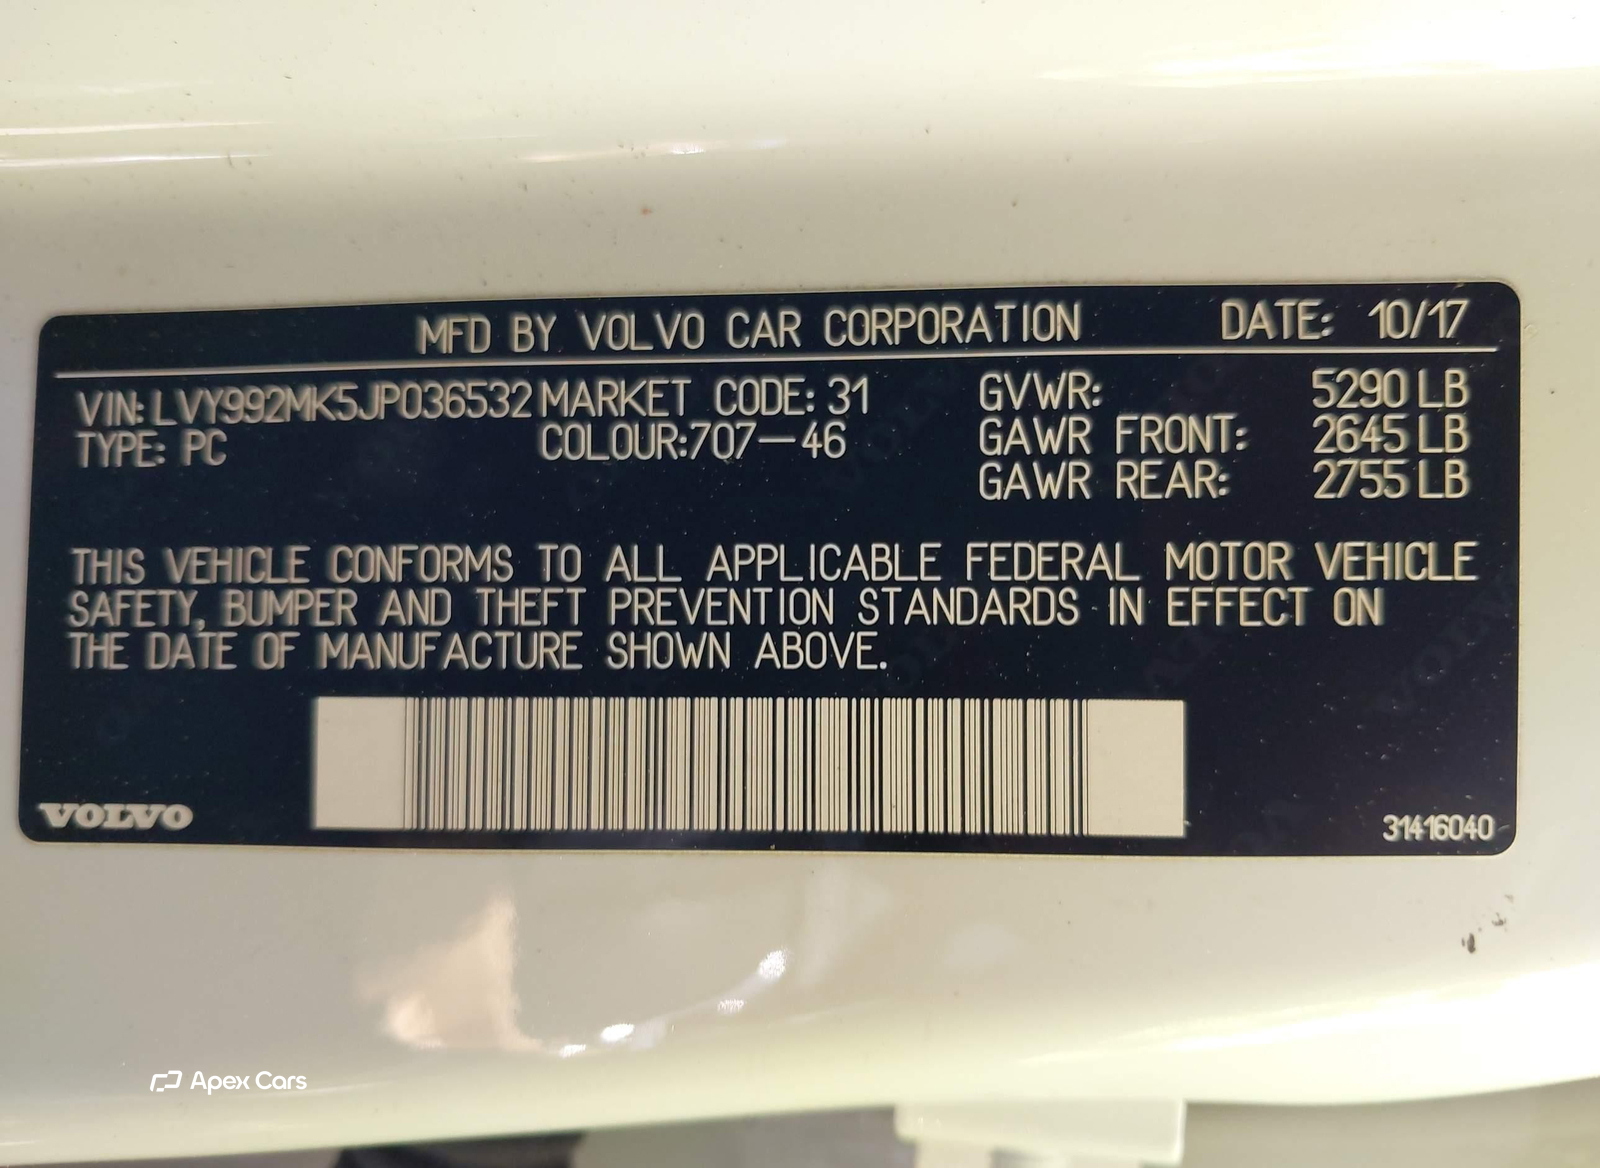 MFD BY VOLVO CAR CORPORATION DATE: 10/17
VIN: LVY992MK5JP036532 MARKET CODE: 31 GVWR: 5290 LB
TYPE: PC COLOUR:707-46 GAWR FRONT: 2645 LB
GAWR REAR: 2755 LB
THIS VEHICLE CONFORMS TO ALL APPLICABLE FEDERAL MOTOR VEHICLE
SAFETY, BUMPER AND THEFT PREVENTION STANDARDS IN EFFECT ON
THE DATE OF MANUFACTURE SHOWN ABOVE.
VOLVO
31416040
Apex Cars